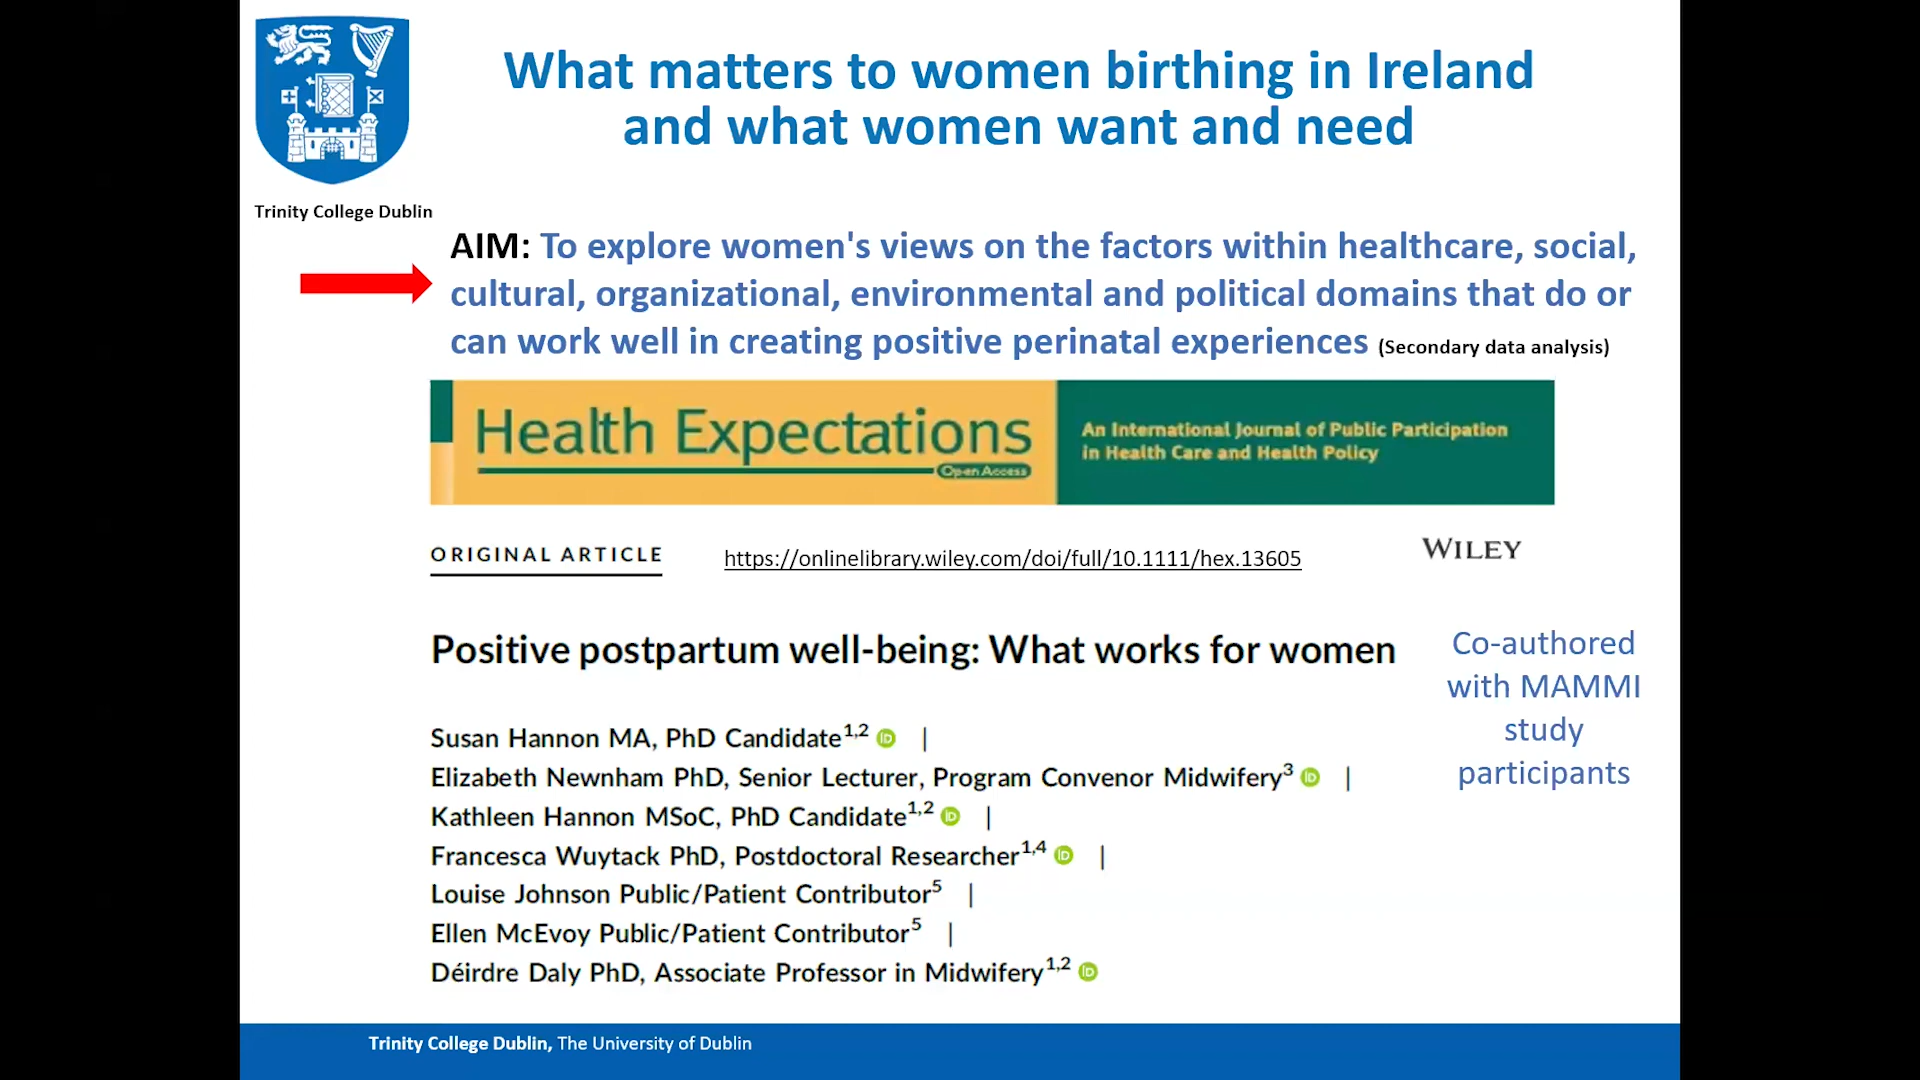 What matters to women birthing in Ireland
and what women want and need
Trinity College Dublin
AIM: To explore women's views on the factors within healthcare, social,
cultural, organizational, environmental and political domains that do or
can work well in creating positive perinatal experiences (Secondary data analysis)
Health Expectations
Open Access
An International Journal of Public Participation
in Health Care and Health Policy
ORIGINAL ARTICLE
https://onlinelibrary.wiley.com/doi/full/10.1111/hex.13605
WILEY
Positive postpartum well-being: What works for women
Co-authored
with MAMMI
study
participants
Susan Hannon MA, PhD Candidate1,2 iD |
Elizabeth Newnham PhD, Senior Lecturer, Program Convenor Midwifery3 iD |
Kathleen Hannon MSoC, PhD Candidate1,2 iD |
Francesca Wuytack PhD, Postdoctoral Researcher1,4 iD |
Louise Johnson Public/Patient Contributor5 |
Ellen McEvoy Public/Patient Contributor5 |
Déirdre Daly PhD, Associate Professor in Midwifery1,2 iD
Trinity College Dublin, The University of Dublin